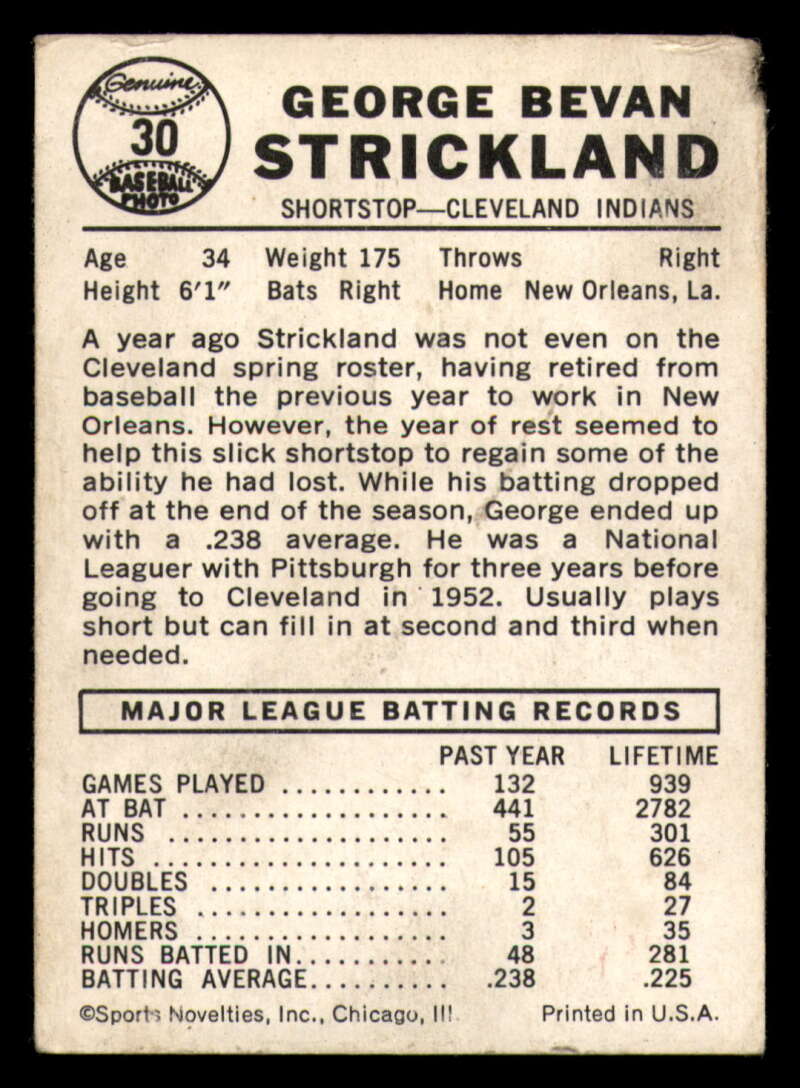 Genuine
30
BASEBALL
PHOTO
GEORGE BEVAN
STRICKLAND
SHORTSTOP—CLEVELAND INDIANS
Age 34 Weight 175 Throws Right
Height 6'1" Bats Right Home New Orleans, La.
A year ago Strickland was not even on the
Cleveland spring roster, having retired from
baseball the previous year to work in New
Orleans. However, the year of rest seemed to
help this slick shortstop to regain some of the
ability he had lost. While his batting dropped
off at the end of the season, George ended up
with a .238 average. He was a National
Leaguer with Pittsburgh for three years before
going to Cleveland in 1952. Usually plays
short but can fill in at second and third when
needed.
MAJOR LEAGUE BATTING RECORDS
PAST YEAR LIFETIME
GAMES PLAYED ............ 132 939
AT BAT .................... 441 2782
RUNS ..................... 55 301
HITS ...................... 105 626
DOUBLES ................. 15 84
TRIPLES .................. 2 27
HOMERS .................. 3 35
RUNS BATTED IN........... 48 281
BATTING AVERAGE.......... .238 .225
©Sports Novelties, Inc., Chicago, Ill. Printed in U.S.A.